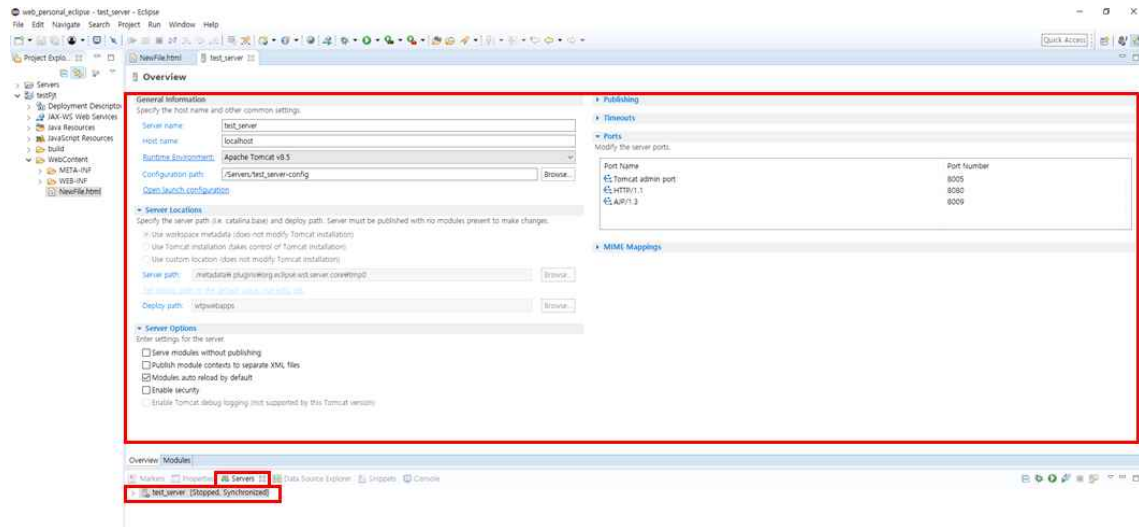 web_personal_eclipse - test_server - Eclipse
File Edit Navigate Search Project Run Window Help
Quick Access
Project Explo...
NewFile.html
test_server
Servers
testPjt
Deployment Descriptor
JAX-WS Web Services
Java Resources
JavaScript Resources
build
WebContent
META-INF
WEB-INF
NewFile.html
Overview
General Information
Specify the host name and other common settings.
Server name: test_server
Host name: localhost
Runtime Environment: Apache Tomcat v8.5
Configuration path: /Servers/test_server-config Browse...
Open launch configuration
Server Locations
Specify the server path (i.e. catalina.base) and deploy path. Server must be published with no modules present to make changes.
Use workspace metadata (does not modify Tomcat installation)
Use Tomcat installation (takes control of Tomcat installation)
Use custom location (does not modify Tomcat installation)
Server path: Browse...
Deploy path: wtpwebapps Browse...
Server Options
Enter settings for the server.
Serve modules without publishing
Publish module contexts to separate XML files
Modules auto reload by default
Enable security
Enable Tomcat debug logging (not supported by this Tomcat version)
Publishing
Timeouts
Ports
Modify the server ports.
Port Name Port Number
Tomcat admin port 8005
HTTP/1.1 8080
AJP/1.3 8009
MIME Mappings
Overview Modules
Markers Properties Servers Data Source Explorer Snippets Console
test_server [Stopped, Synchronized]